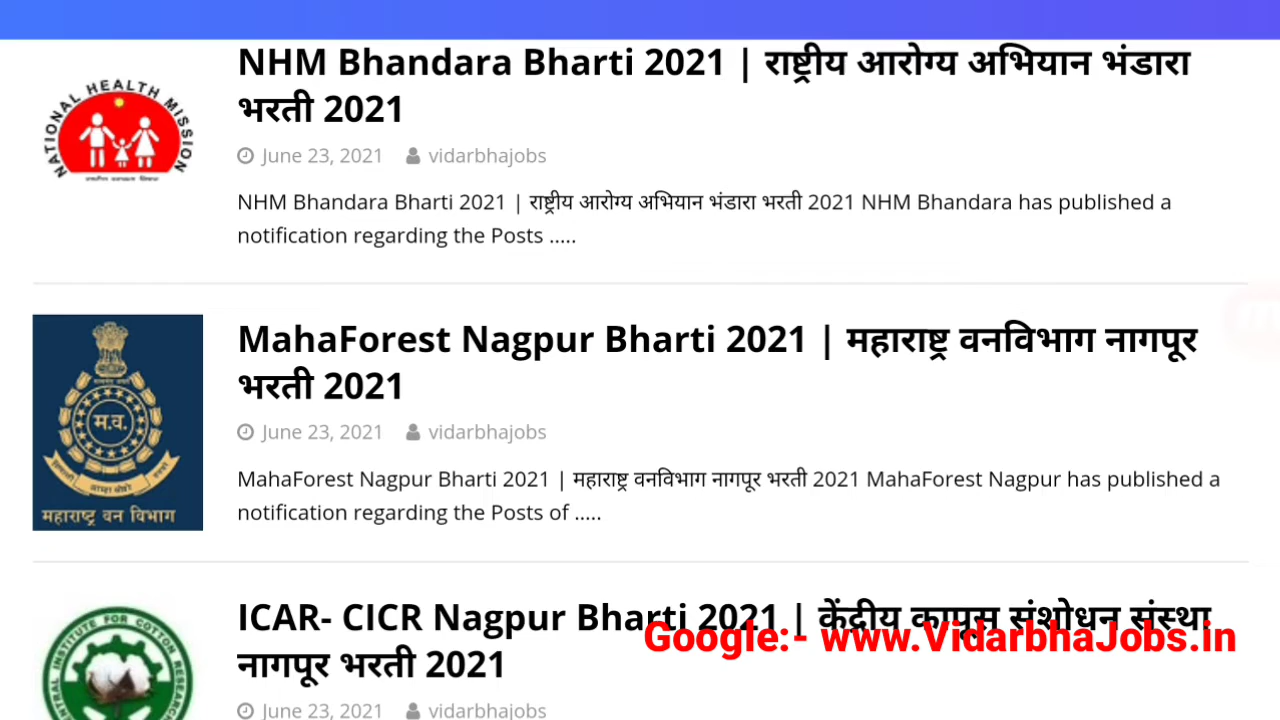 NATIONAL HEALTH MISSION
NHM Bhandara Bharti 2021 | राष्ट्रीय आरोग्य अभियान भंडारा
भरती 2021
June 23, 2021 vidarbhajobs
NHM Bhandara Bharti 2021 | राष्ट्रीय आरोग्य अभियान भंडारा भरती 2021 NHM Bhandara has published a
notification regarding the Posts .....
म.व.
महाराष्ट्र वन विभाग
MahaForest Nagpur Bharti 2021 | महाराष्ट्र वनविभाग नागपूर
भरती 2021
June 23, 2021 vidarbhajobs
MahaForest Nagpur Bharti 2021 | महाराष्ट्र वनविभाग नागपूर भरती 2021 MahaForest Nagpur has published a
notification regarding the Posts of .....
INSTITUTE FOR COTTON
ICAR- CICR Nagpur Bharti 2021 | केंद्रीय कापूस संशोधन संस्था
Google:- www.VidarbhaJobs.in
नागपूर भरती 2021
June 23, 2021 vidarbhajobs